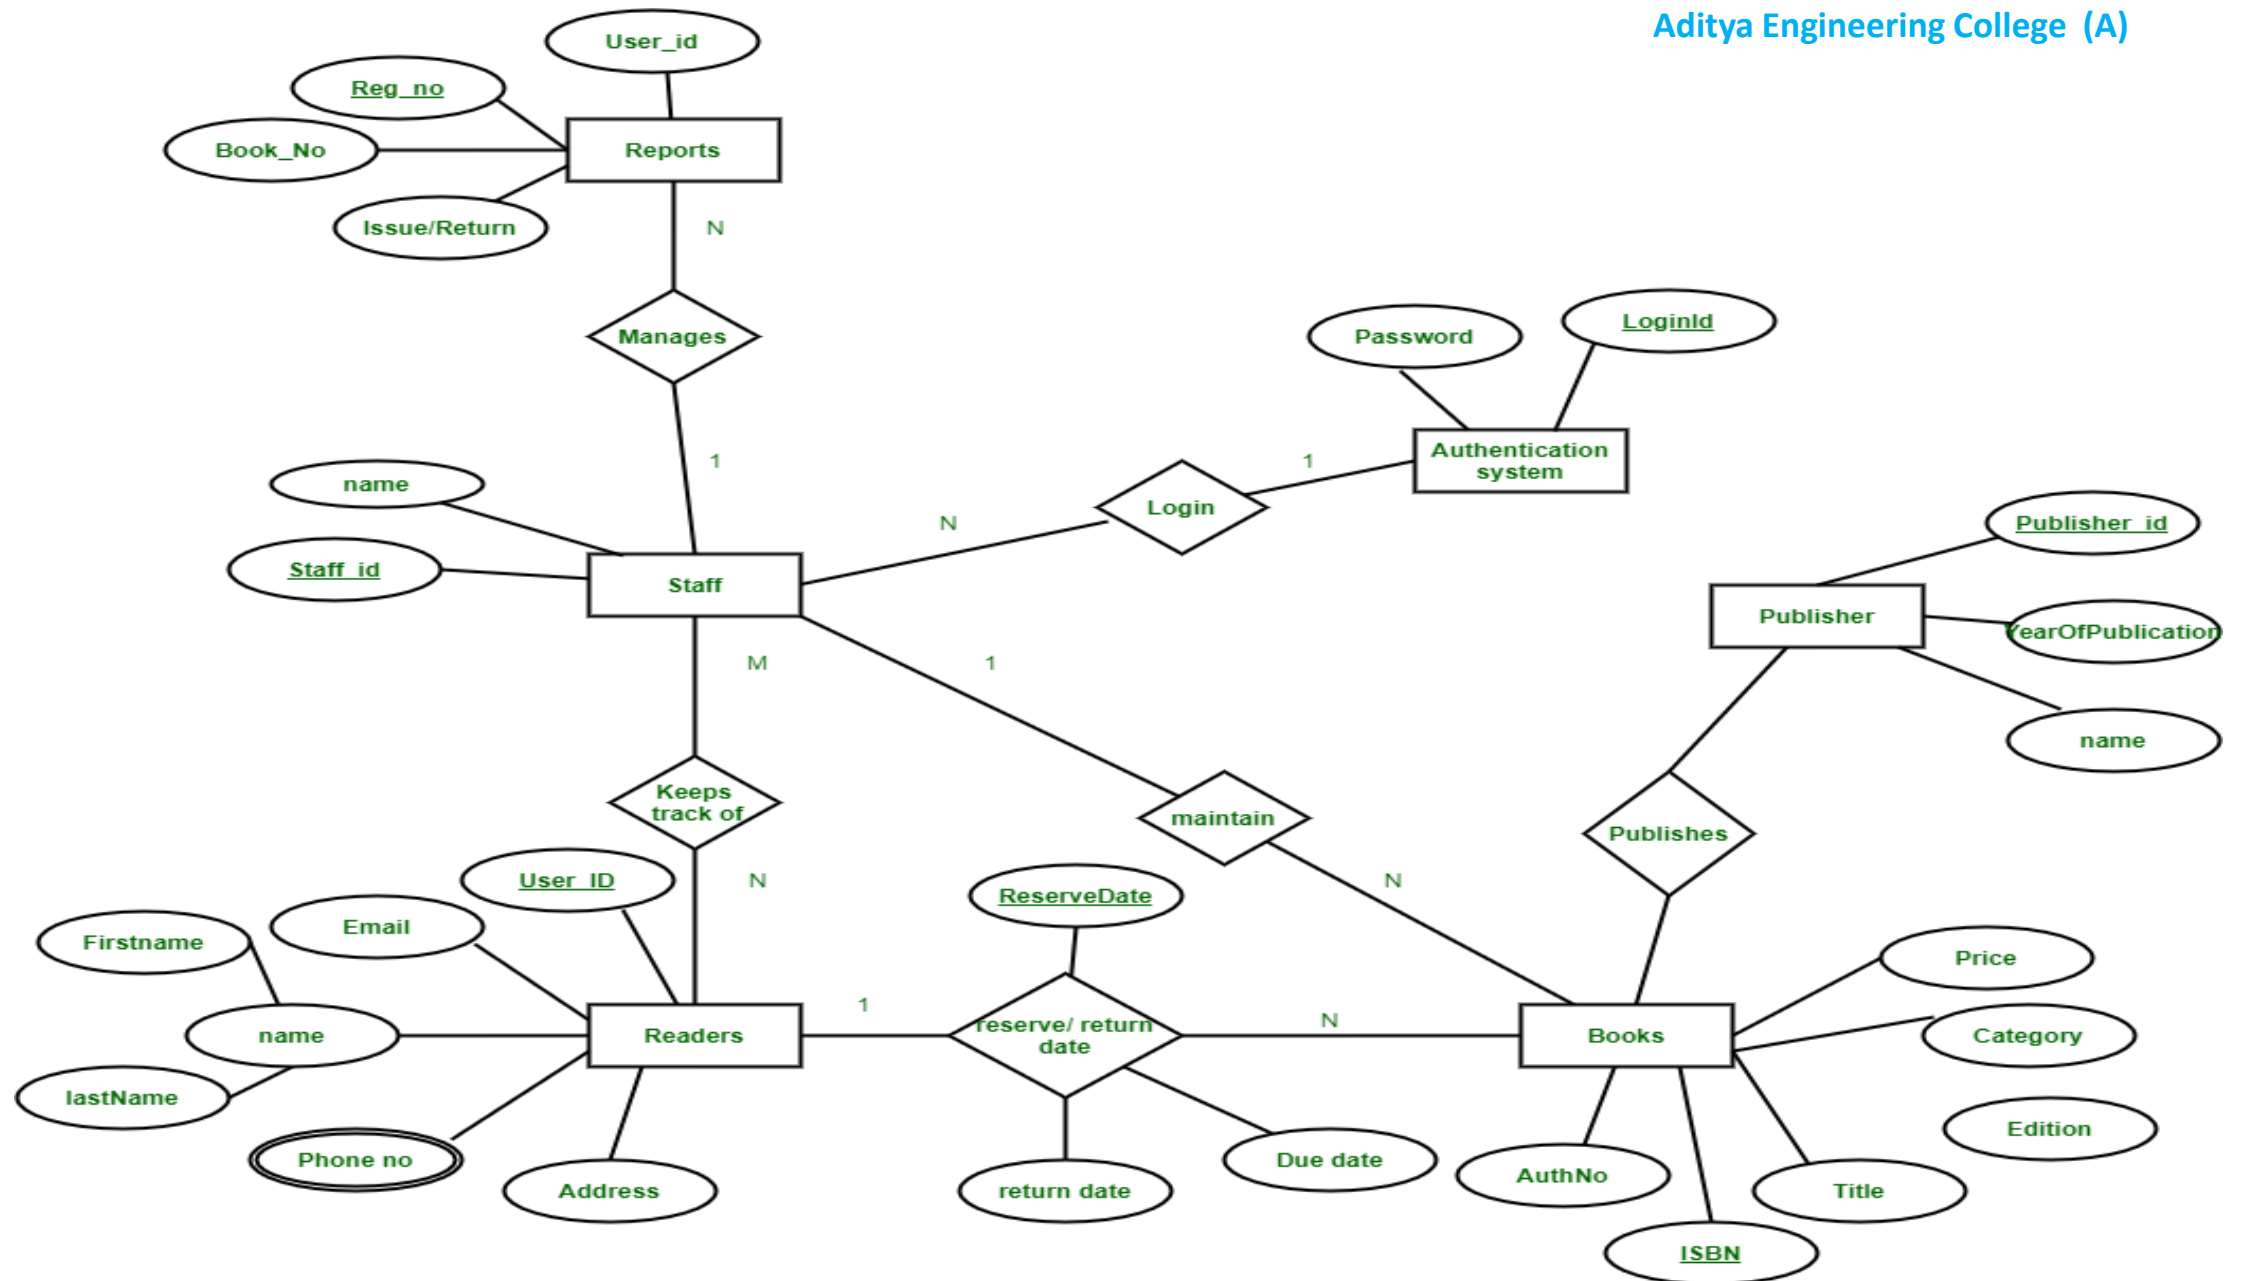 Aditya Engineering College (A)
User_id
Reg_no
Book_No
Reports
Issue/Return
N
Manages
Password
LoginId
1
Authentication
system
1
name
Login
N
Staff_id
Staff
Publisher_id
Publisher
YearOfPublication
M
1
name
Keeps
track of
maintain
Publishes
User_ID
N
N
ReserveDate
Email
Firstname
Price
1
reserve/ return
date
N
name
Readers
Books
Category
lastName
Edition
Phone no
Address
return date
Due date
AuthNo
Title
ISBN